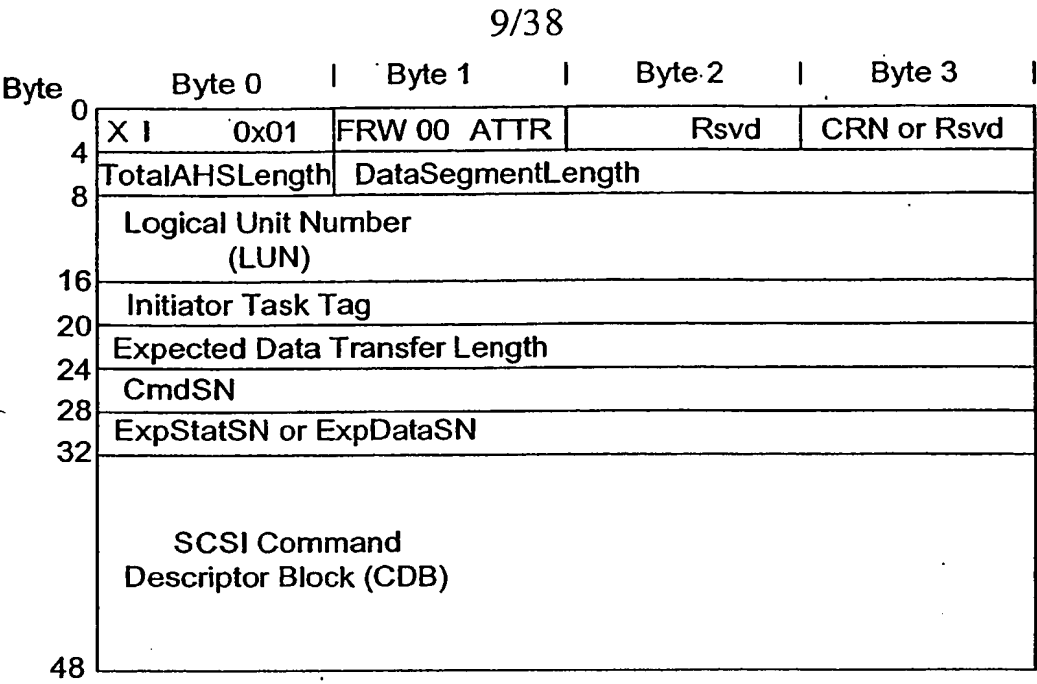 9/38
Byte Byte 0 | Byte 1 | Byte 2 | Byte 3 |
0
X I 0x01 FRW 00 ATTR Rsvd CRN or Rsvd
4
TotalAHSLength DataSegmentLength
8
Logical Unit Number
(LUN)
16
Initiator Task Tag
20
Expected Data Transfer Length
24
CmdSN
28
ExpStatSN or ExpDataSN
32
SCSI Command
Descriptor Block (CDB)
48